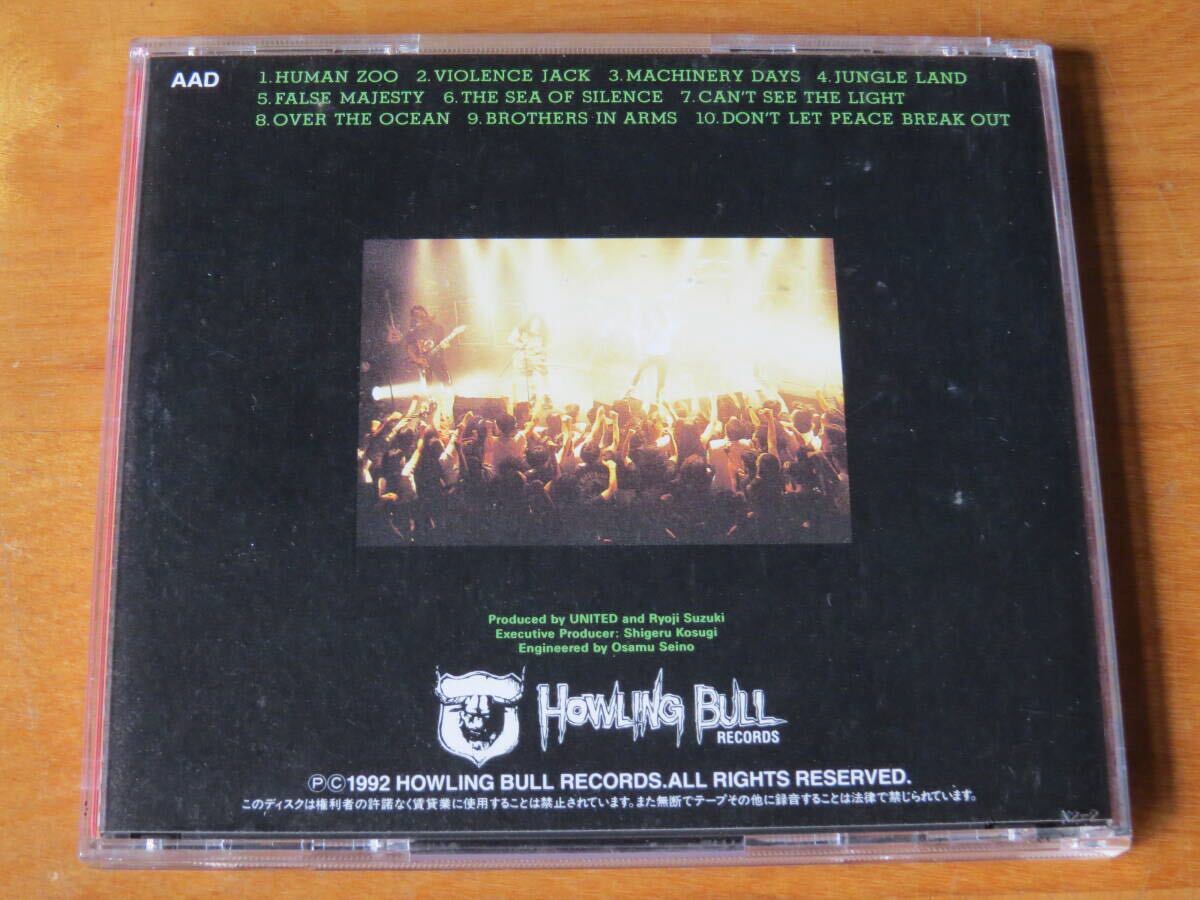 AAD
1.HUMAN ZOO 2.VIOLENCE JACK 3.MACHINERY DAYS 4.JUNGLE LAND
5.FALSE MAJESTY 6.THE SEA OF SILENCE 7.CAN'T SEE THE LIGHT
8.OVER THE OCEAN 9.BROTHERS IN ARMS 10.DON'T LET PEACE BREAK OUT
Produced by UNITED and Ryoji Suzuki
Executive Producer: Shigeru Kosugi
Engineered by Osamu Seino
HOWLING BULL
RECORDS
ⓅⒸ1992 HOWLING BULL RECORDS.ALL RIGHTS RESERVED.
このディスクは権利者の許諾なく賃貸業に使用することは禁止されています。また無断でテープその他に録音することは法律で禁じられています。